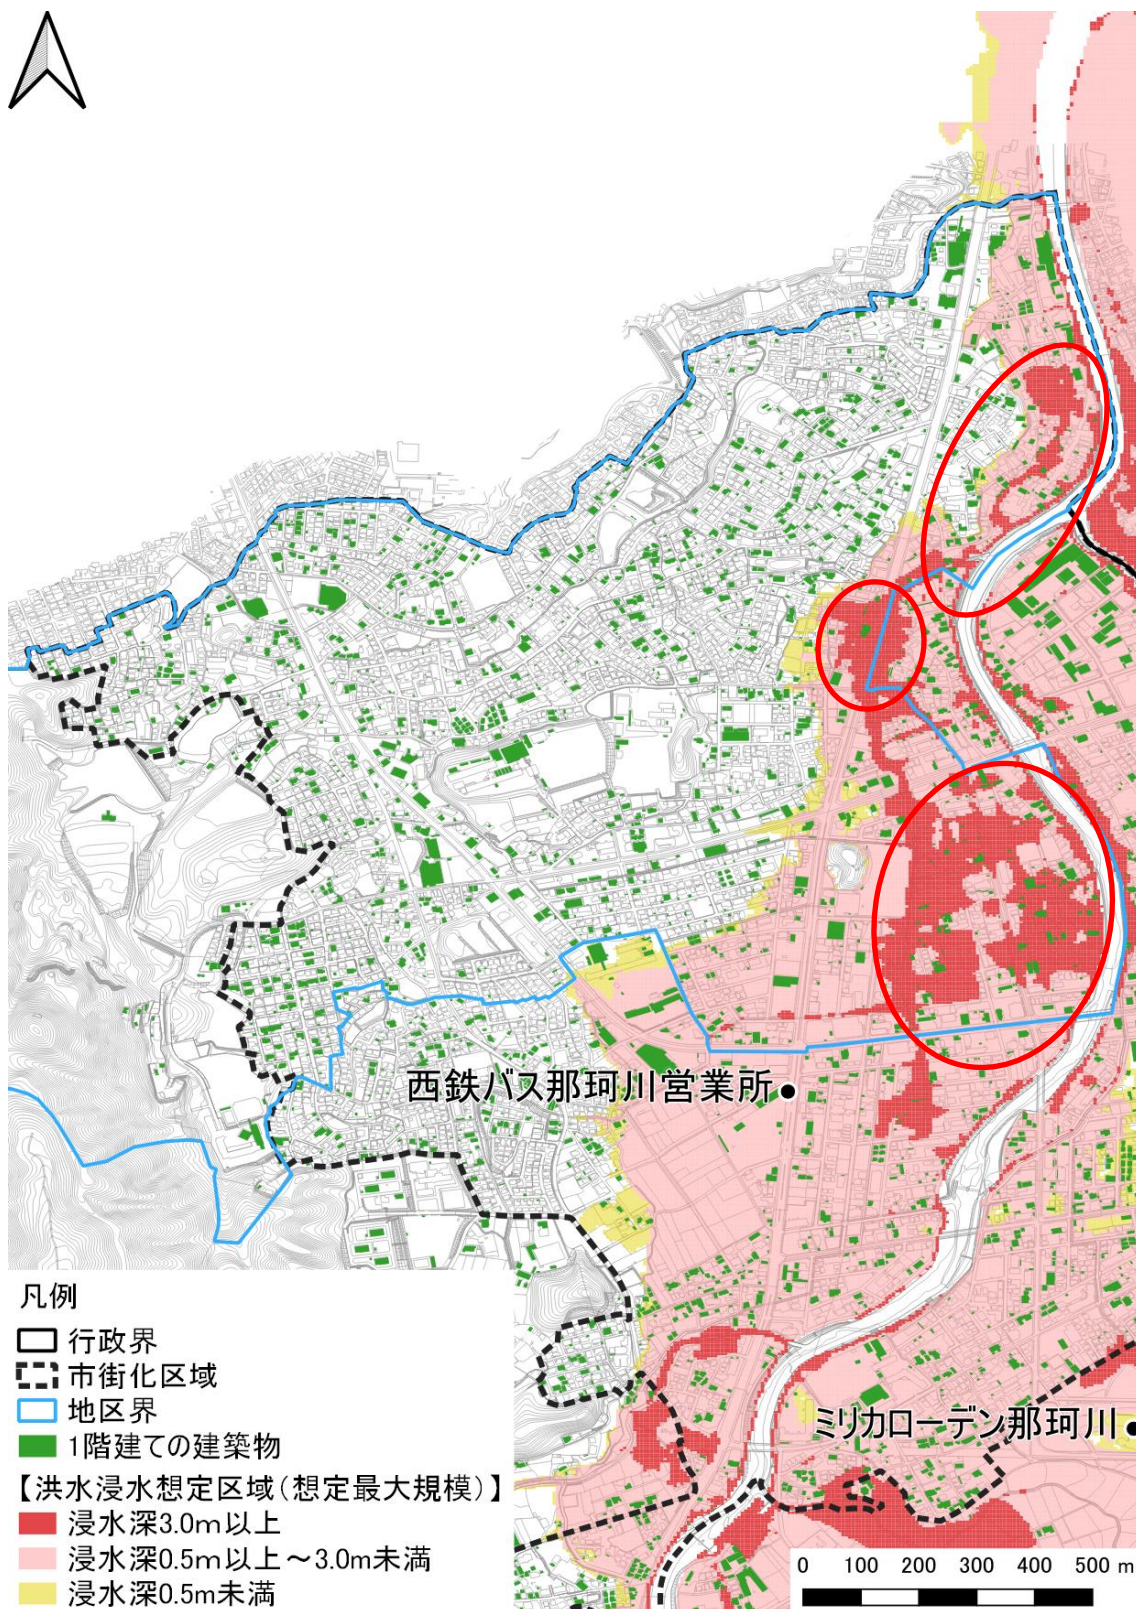 西鉄バス那珂川営業所
ミリカローデン那珂川
凡例
行政界
市街化区域
地区界
1階建ての建築物
【洪水浸水想定区域(想定最大規模)】
浸水深3.0m以上
浸水深0.5m以上~3.0m未満
浸水深0.5m未満
0 100 200 300 400 500 m